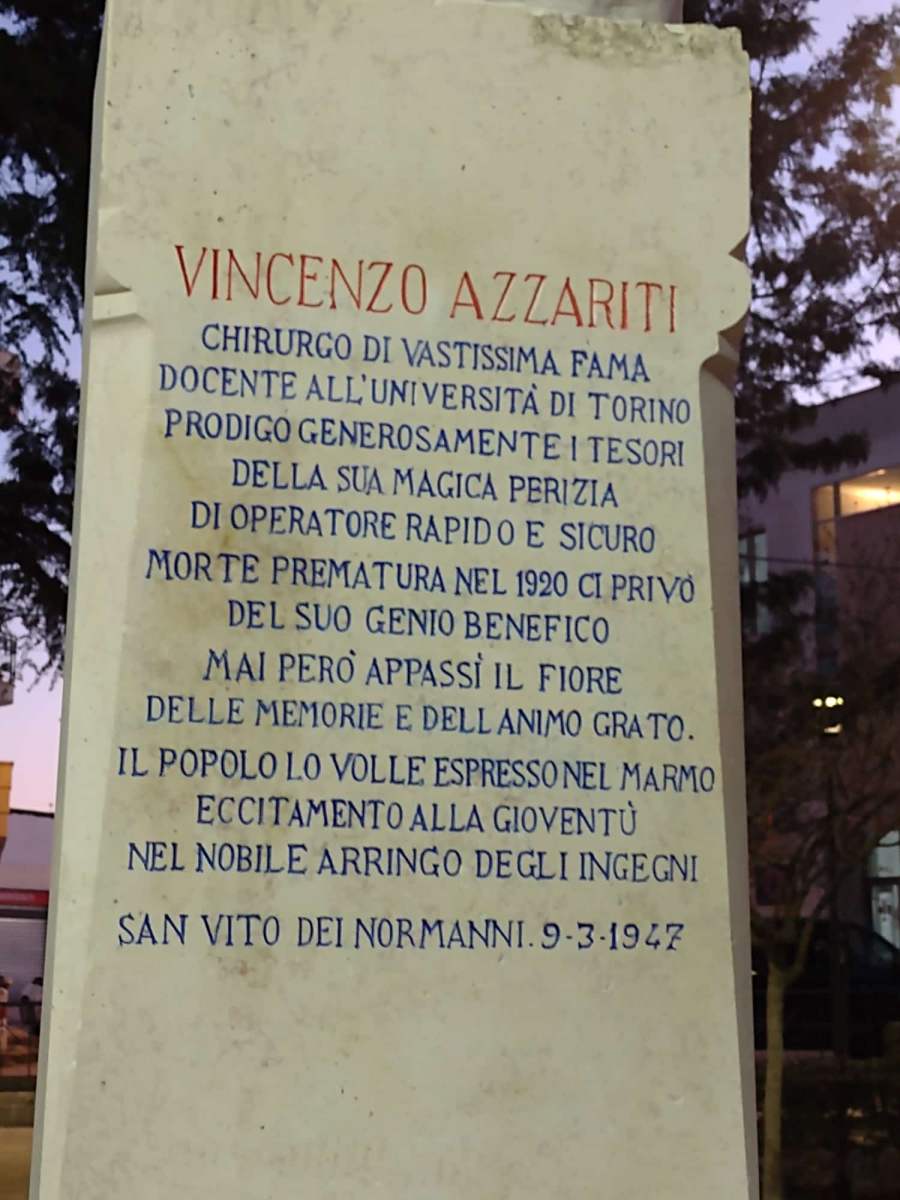 VINCENZO AZZARITI
CHIRURGO DI VASTISSIMA FAMA
DOCENTE ALL'UNIVERSITÀ DI TORINO
PRODIGO GENEROSAMENTE I TESORI
DELLA SUA MAGICA PERIZIA
DI OPERATORE RAPIDO E SICURO
MORTE PREMATURA NEL 1920 CI PRIVÒ
DEL SUO GENIO BENEFICO
MAI PERÒ APPASSÌ IL FIORE
DELLE MEMORIE E DELL ANIMO GRATO.
IL POPOLO LO VOLLE ESPRESSO NEL MARMO
ECCITAMENTO ALLA GIOVENTÙ
NEL NOBILE ARRINGO DEGLI INGEGNI
SAN VITO DEI NORMANNI. 9-3-1947